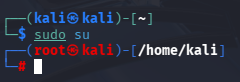 ┌──(kali㉿kali)-[~]
└─$ sudo su
┌──(root㉿kali)-[/home/kali]
└─#